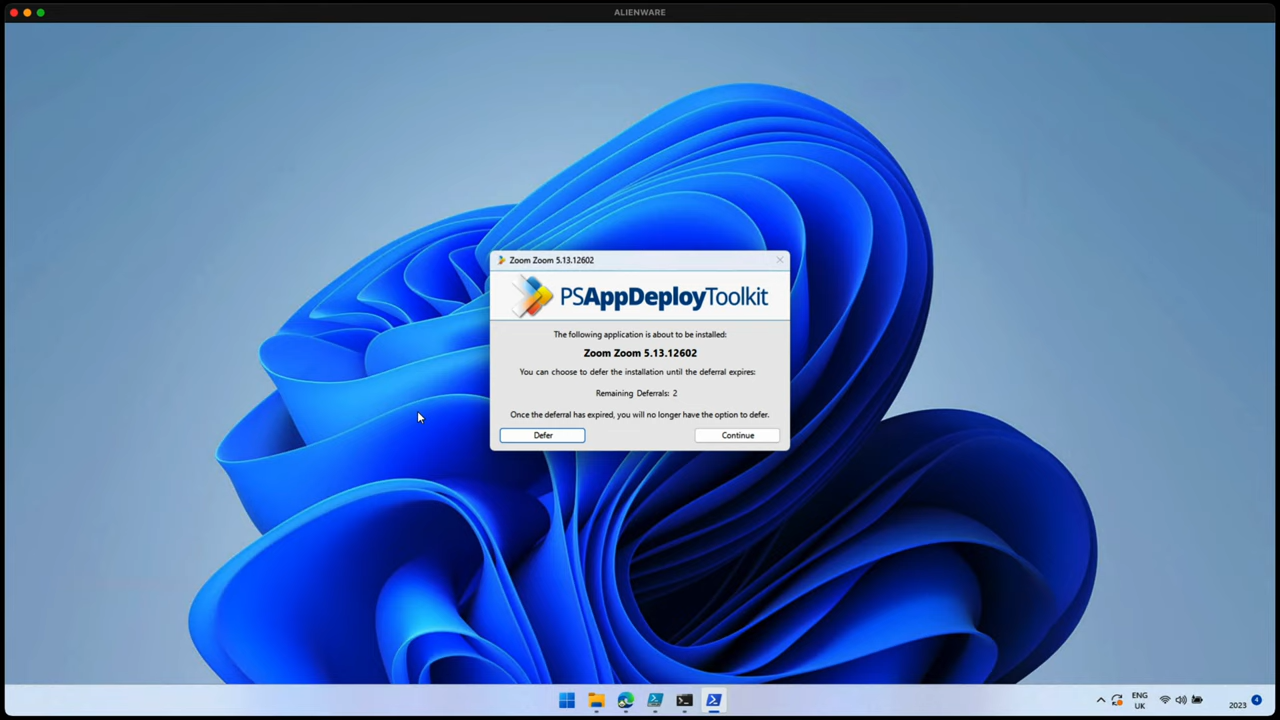 ALIENWARE
Zoom Zoom 5.13.12602
PSAppDeployToolkit
The following application is about to be installed:
Zoom Zoom 5.13.12602
You can choose to defer the installation until the deferral expires:
Remaining Deferrals: 2
Once the deferral has expired, you will no longer have the option to defer.
Defer
Continue
ENG
UK
2023
4